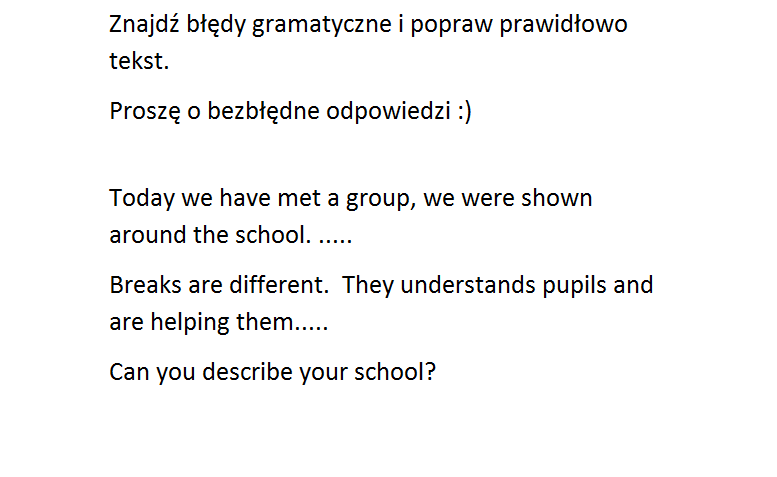 Znajdź błędy gramatyczne i popraw prawidłowo
tekst.
Proszę o bezbłędne odpowiedzi :)
Today we have met a group, we were shown
around the school. .....
Breaks are different.  They understands pupils and
are helping them.....
Can you describe your school?